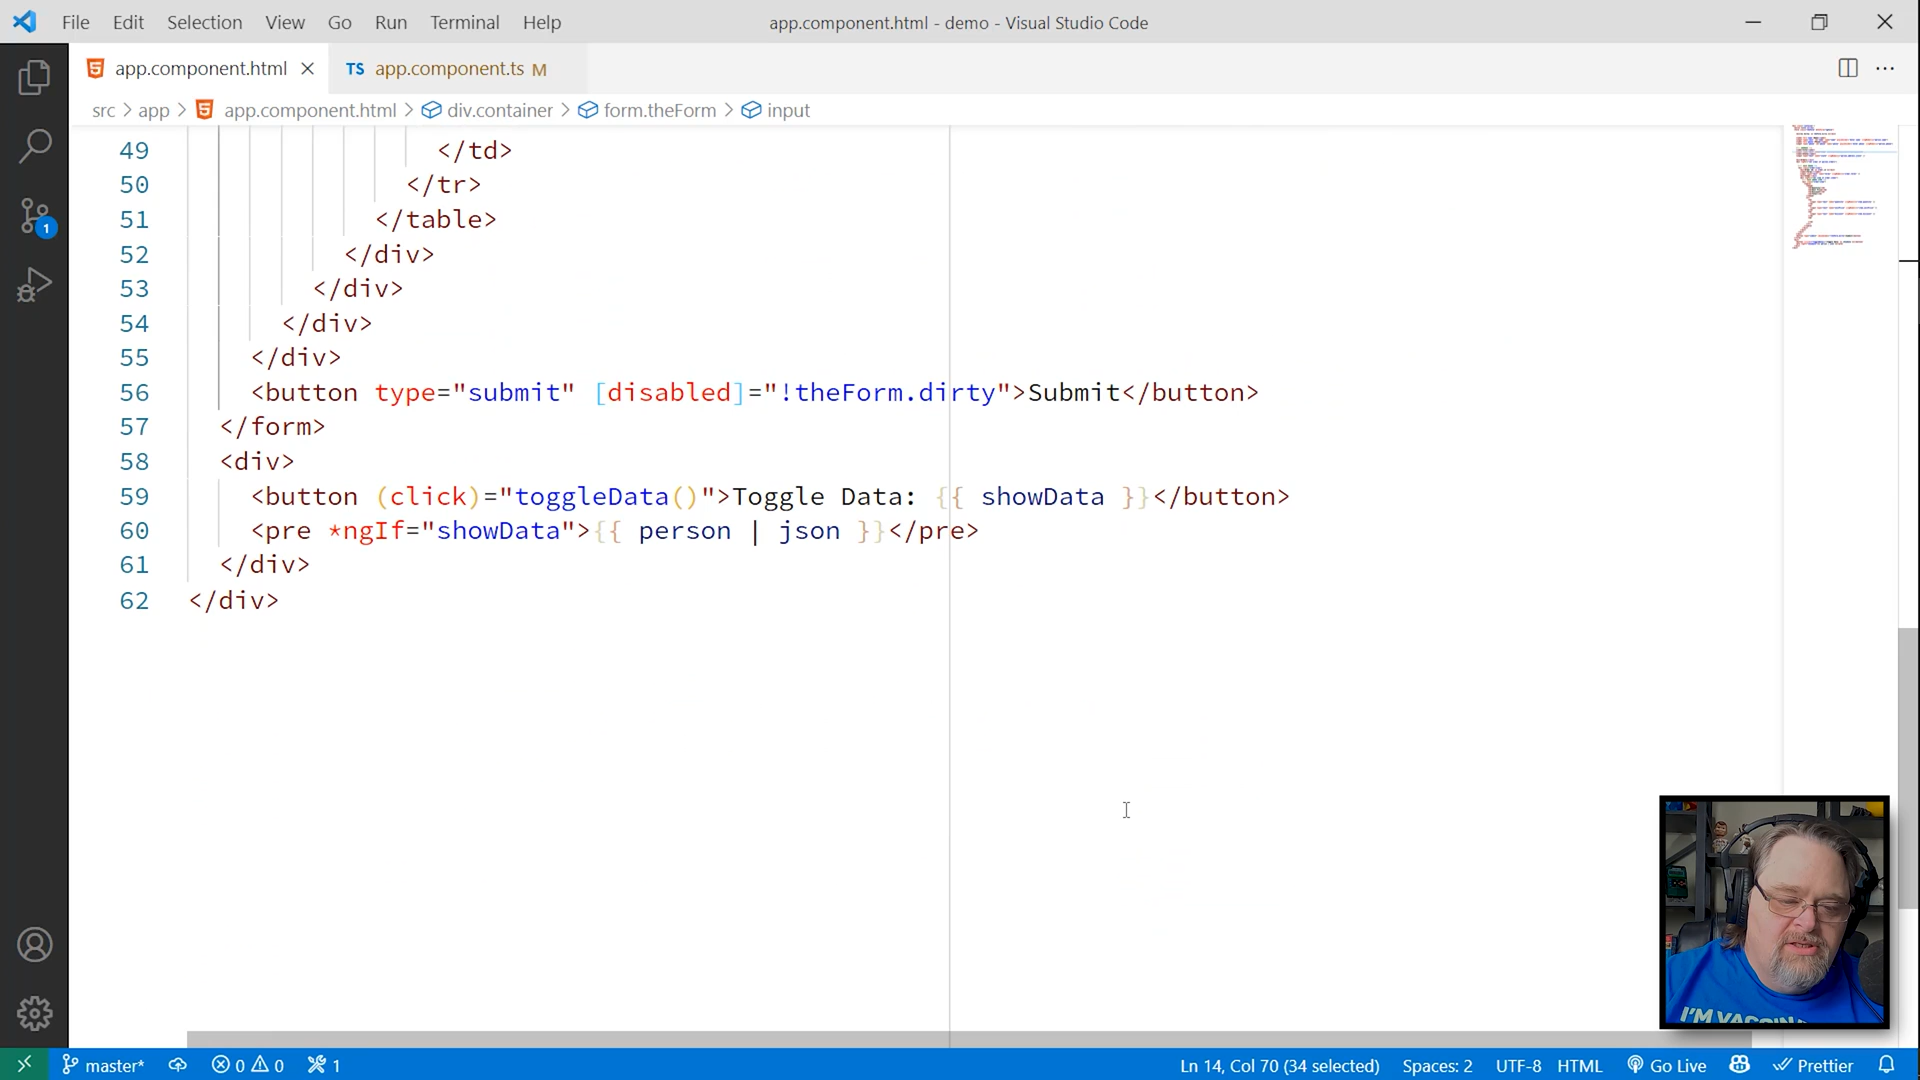 File Edit Selection View Go Run Terminal Help
app.component.html - demo - Visual Studio Code
app.component.html
TS app.component.ts M
src > app > app.component.html > div.container > form.theForm > input
49 </td>
50 </tr>
51 </table>
52 </div>
53 </div>
54 </div>
55 </div>
56 <button type="submit" [disabled]="!theForm.dirty">Submit</button>
57 </form>
58 <div>
59 <button (click)="toggleData()">Toggle Data: {{ showData }}</button>
60 <pre *ngIf="showData">{{ person | json }}</pre>
61 </div>
62 </div>
1
I'M VACCIN
master* 0 0 1 Ln 14, Col 70 (34 selected) Spaces: 2 UTF-8 HTML Go Live Prettier